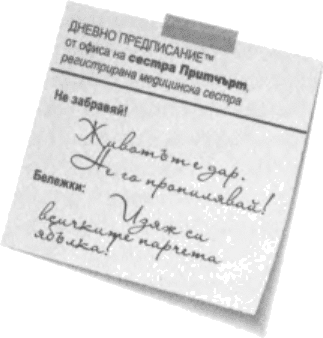 ДНЕВНО ПРЕДПИСАНИЕ™
от офиса на сестра Притчърт,
регистрирана медицинска сестра
Не забравяй!
Животът е дар.
Не го пропилявай!
Бележки:
Изяж си
всичките парчета
ябълка!